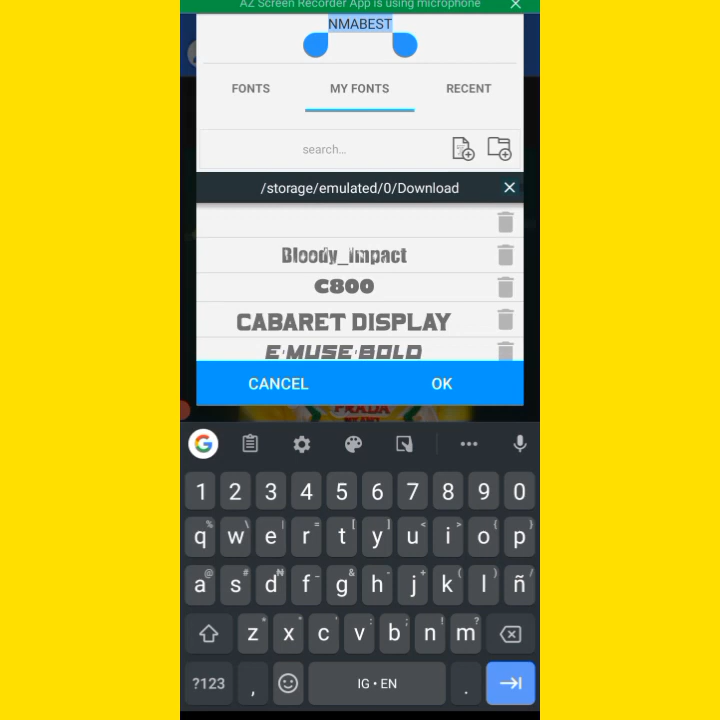 AZ Screen Recorder App is using microphone
NMABEST
FONTS MY FONTS RECENT
search...
/storage/emulated/0/Download
Bloody_Impact
C800
CABARET DISPLAY
E·MUSE·BOLD
CANCEL OK
PRADA
1 2 3 4 5 6 7 8 9 0
% \ | = [ ] < > { }
q w e r t y u i o p
@ # ₦ _ & - + ( ) /
a s d f g h j k l ñ
* " ' : ; ! ?
z x c v b n m
?123 , IG • EN .